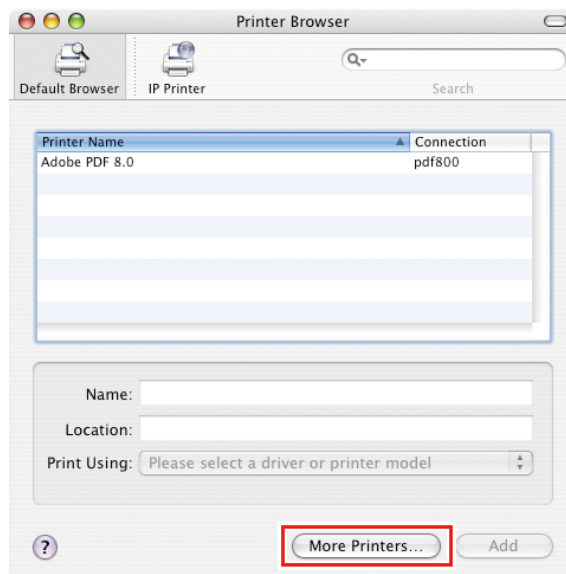 Printer Browser
Default Browser IP Printer Search
Printer Name Connection
Adobe PDF 8.0 pdf800
Name:
Location:
Print Using: Please select a driver or printer model
? More Printers... Add